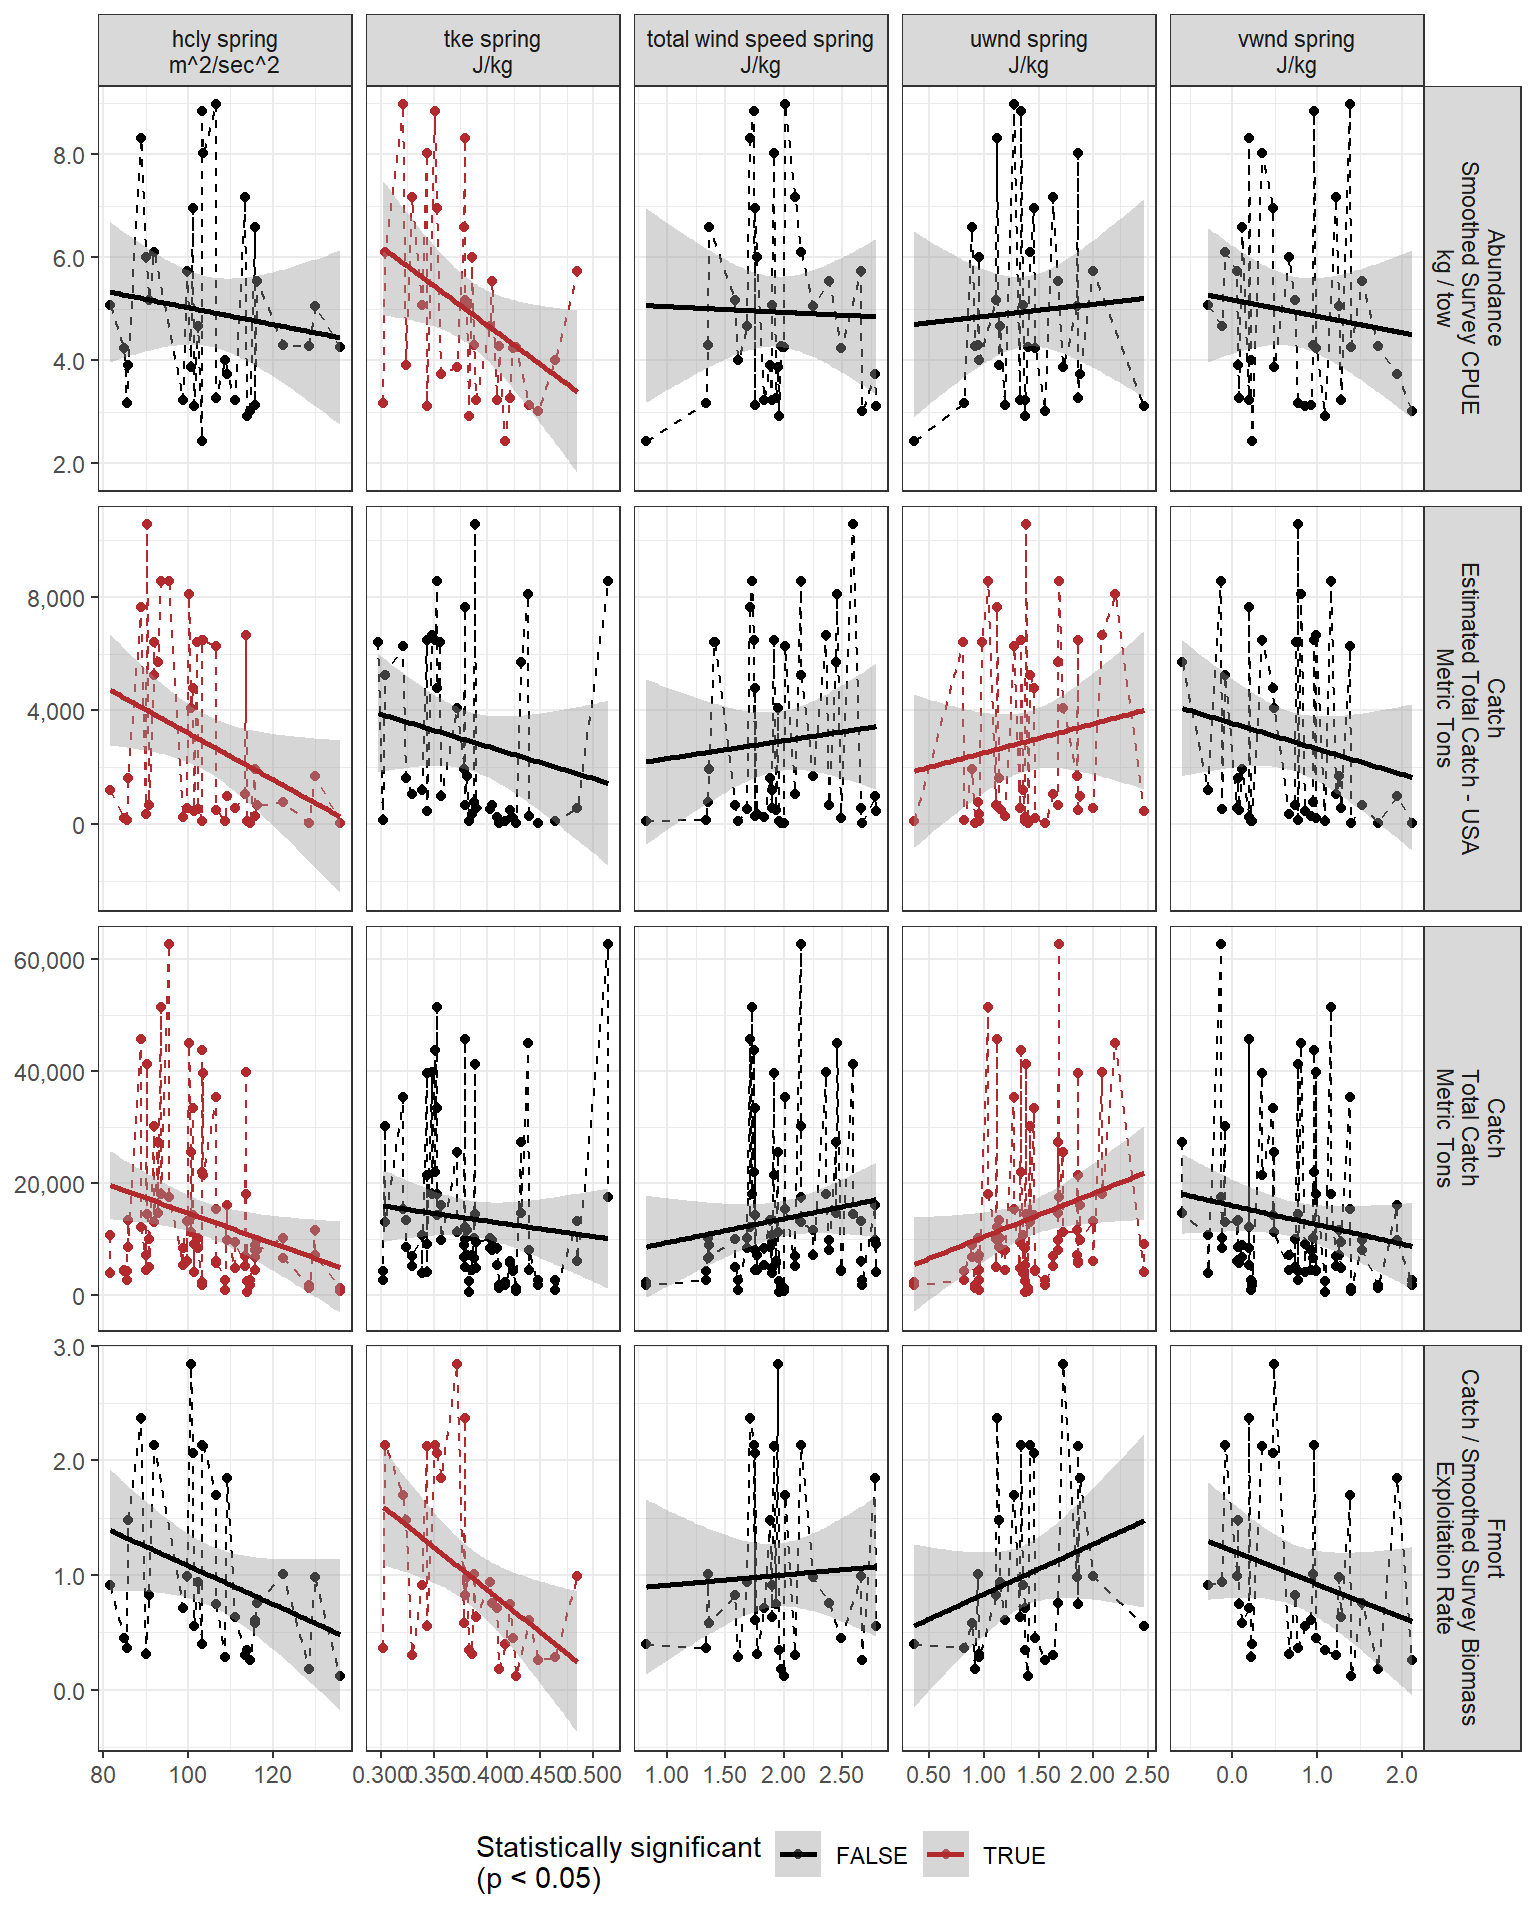 hcly spring
m^2/sec^2
tke spring
J/kg
total wind speed spring
J/kg
uwnd spring
J/kg
vwnd spring
J/kg
8.0
6.0
4.0
2.0
Abundance
Smoothed Survey CPUE
kg / tow
8,000
4,000
0
Catch
Estimated Total Catch - USA
Metric Tons
60,000
40,000
20,000
0
Catch
Total Catch
Metric Tons
3.0
2.0
1.0
0.0
Fmort
Catch / Smoothed Survey Biomass
Exploitation Rate
80 100 120
0.300 0.350 0.400 0.450 0.500
1.00 1.50 2.00 2.50
0.50 1.00 1.50 2.00 2.50
0.0 1.0 2.0
Statistically significant
(p < 0.05)
FALSE
TRUE